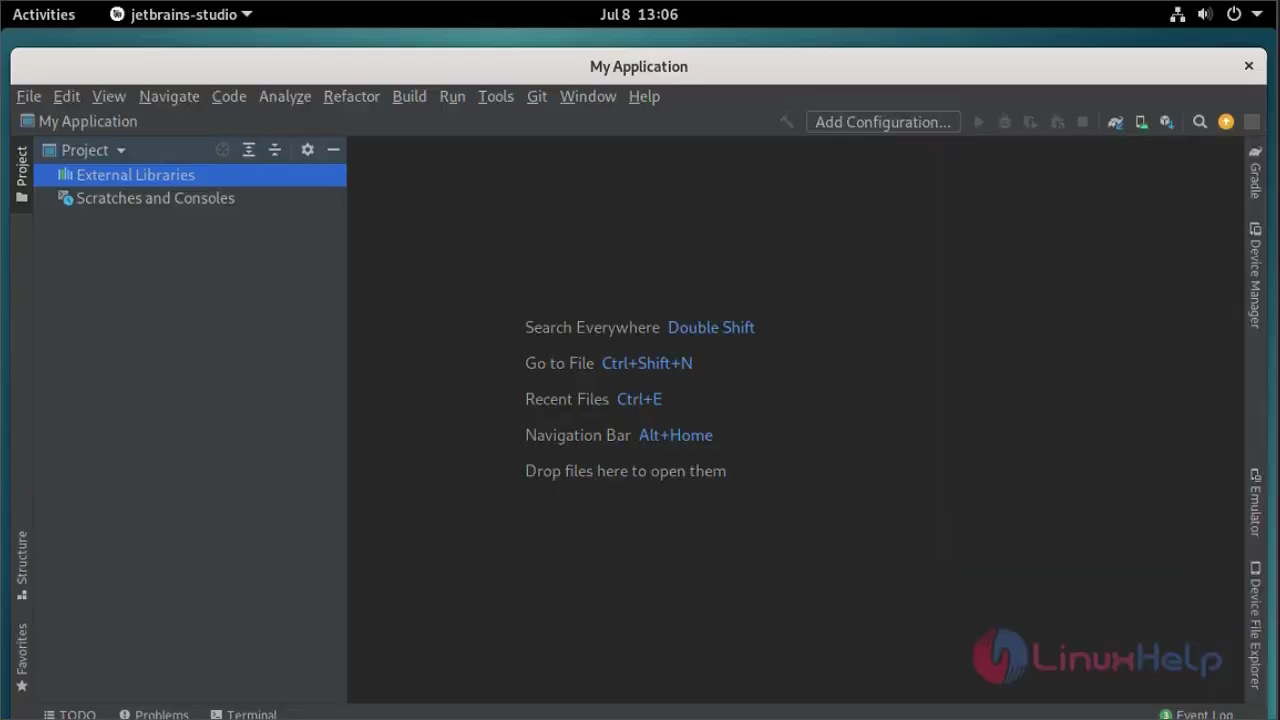 Activities jetbrains-studio Jul 8 13:06
My Application
File Edit View Navigate Code Analyze Refactor Build Run Tools Git Window Help
My Application Add Configuration...
Project
Project
External Libraries
Scratches and Consoles
Structure
Favorites
Search Everywhere Double Shift
Go to File Ctrl+Shift+N
Recent Files Ctrl+E
Navigation Bar Alt+Home
Drop files here to open them
Gradle
Device Manager
Emulator
Device File Explorer
LinuxHelp
TODO Problems Terminal 3 Event Log